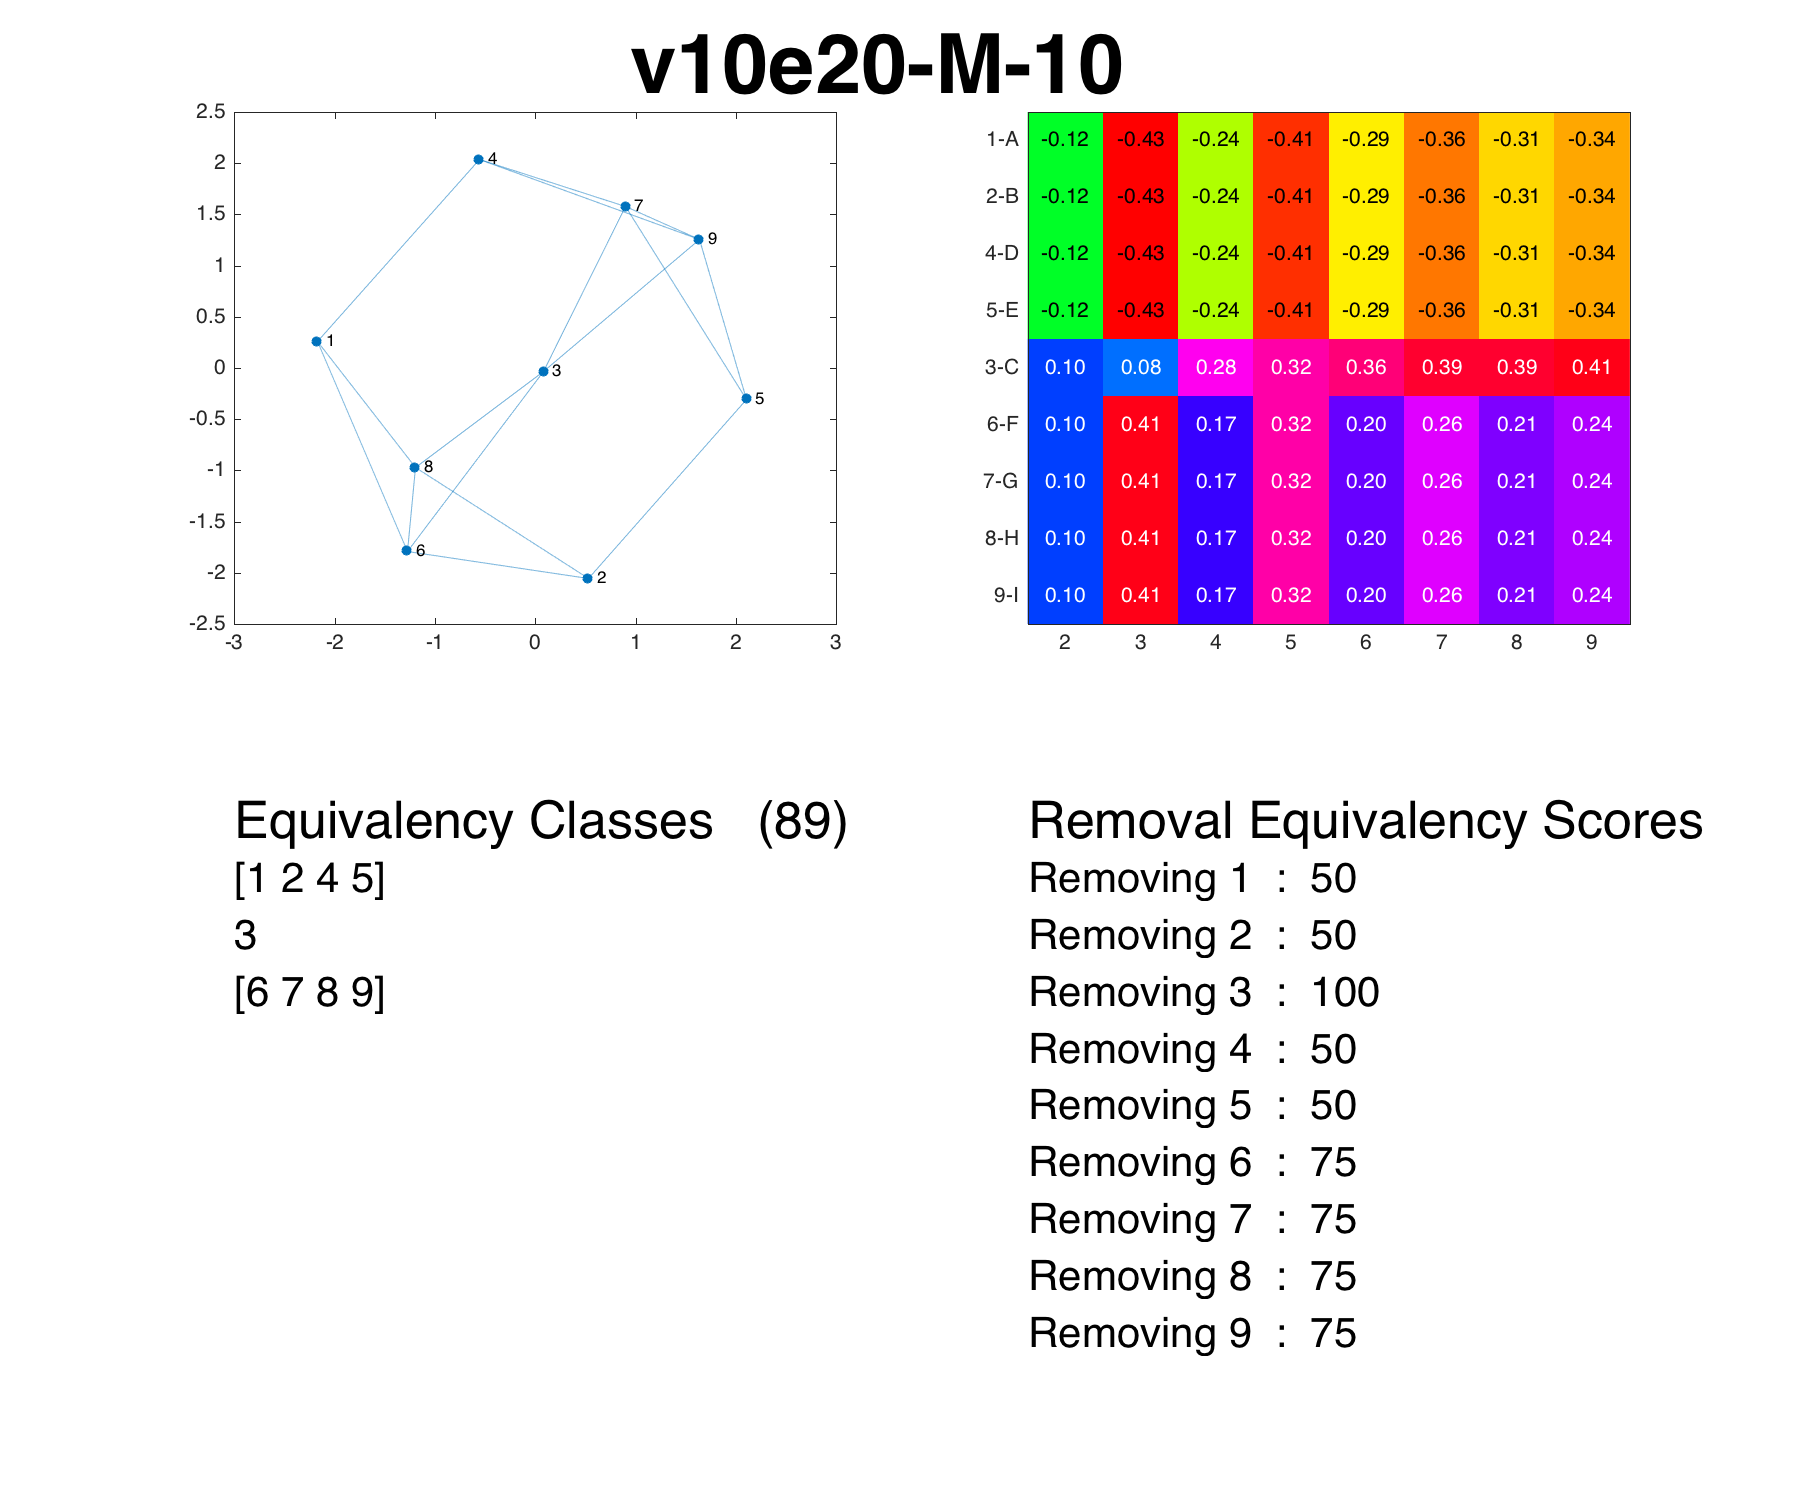 v10e20-M-10
2.5
2
1.5
1
0.5
0
-0.5
-1
-1.5
-2
-2.5
-3 -2 -1 0 1 2 3
4
7
9
1
3
5
8
6
2
1-A -0.12 -0.43 -0.24 -0.41 -0.29 -0.36 -0.31 -0.34
2-B -0.12 -0.43 -0.24 -0.41 -0.29 -0.36 -0.31 -0.34
4-D -0.12 -0.43 -0.24 -0.41 -0.29 -0.36 -0.31 -0.34
5-E -0.12 -0.43 -0.24 -0.41 -0.29 -0.36 -0.31 -0.34
3-C 0.10 0.08 0.28 0.32 0.36 0.39 0.39 0.41
6-F 0.10 0.41 0.17 0.32 0.20 0.26 0.21 0.24
7-G 0.10 0.41 0.17 0.32 0.20 0.26 0.21 0.24
8-H 0.10 0.41 0.17 0.32 0.20 0.26 0.21 0.24
9-I 0.10 0.41 0.17 0.32 0.20 0.26 0.21 0.24
2 3 4 5 6 7 8 9
Equivalency Classes (89)
[1 2 4 5]
3
[6 7 8 9]
Removal Equivalency Scores
Removing 1 : 50
Removing 2 : 50
Removing 3 : 100
Removing 4 : 50
Removing 5 : 50
Removing 6 : 75
Removing 7 : 75
Removing 8 : 75
Removing 9 : 75